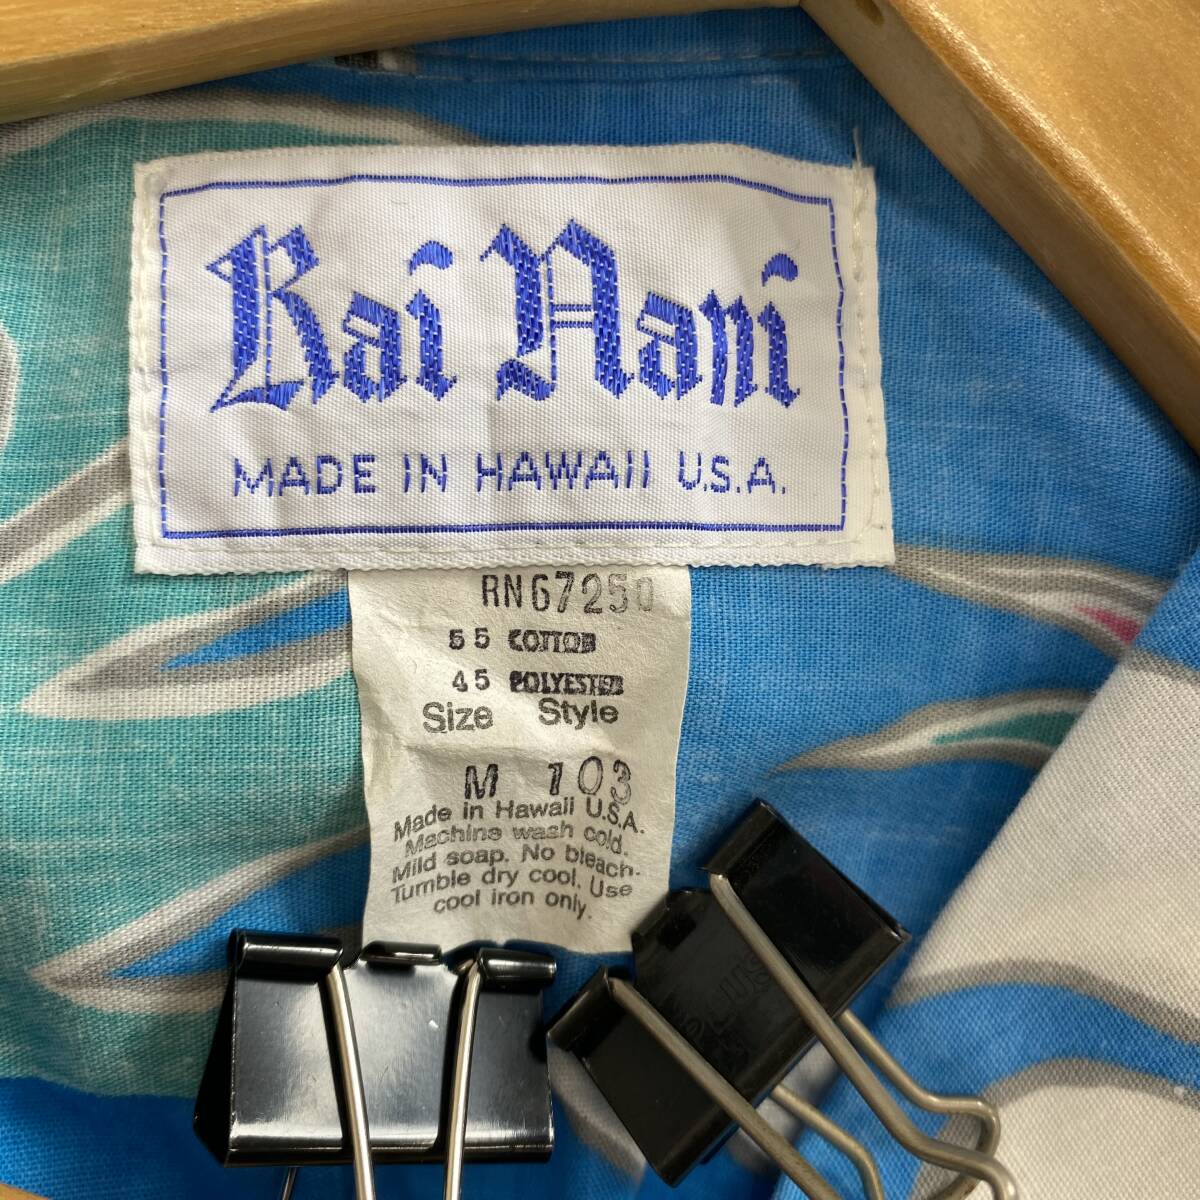 Kai Nani
MADE IN HAWAII U.S.A.
RN67250
55 COTTON
45 POLYESTER
Size Style
M 103
Made in Hawaii U.S.A.
Machine wash cold.
Mild soap. No bleach.
Tumble dry cool. Use
cool iron only.